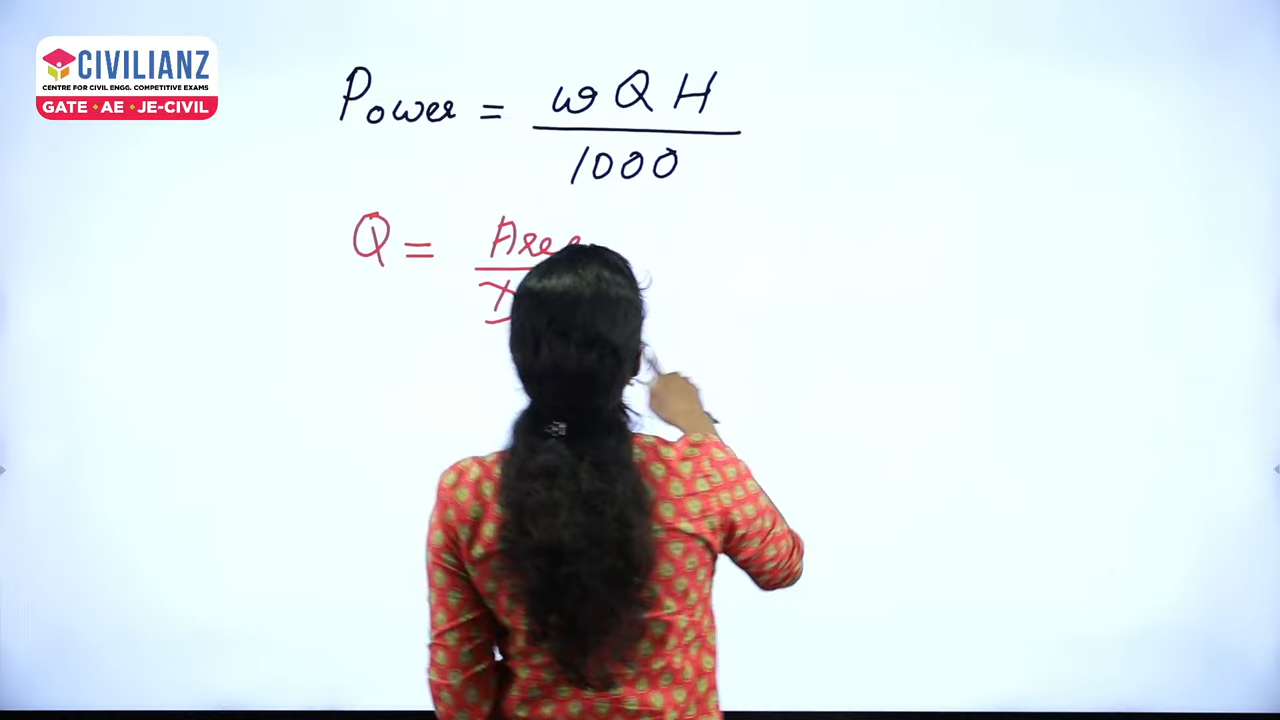 CIVILIANZ
CENTRE FOR CIVIL ENGG. COMPETITIVE EXAMS
GATE • AE • JE-CIVIL
Power = wQH
1000
Q =